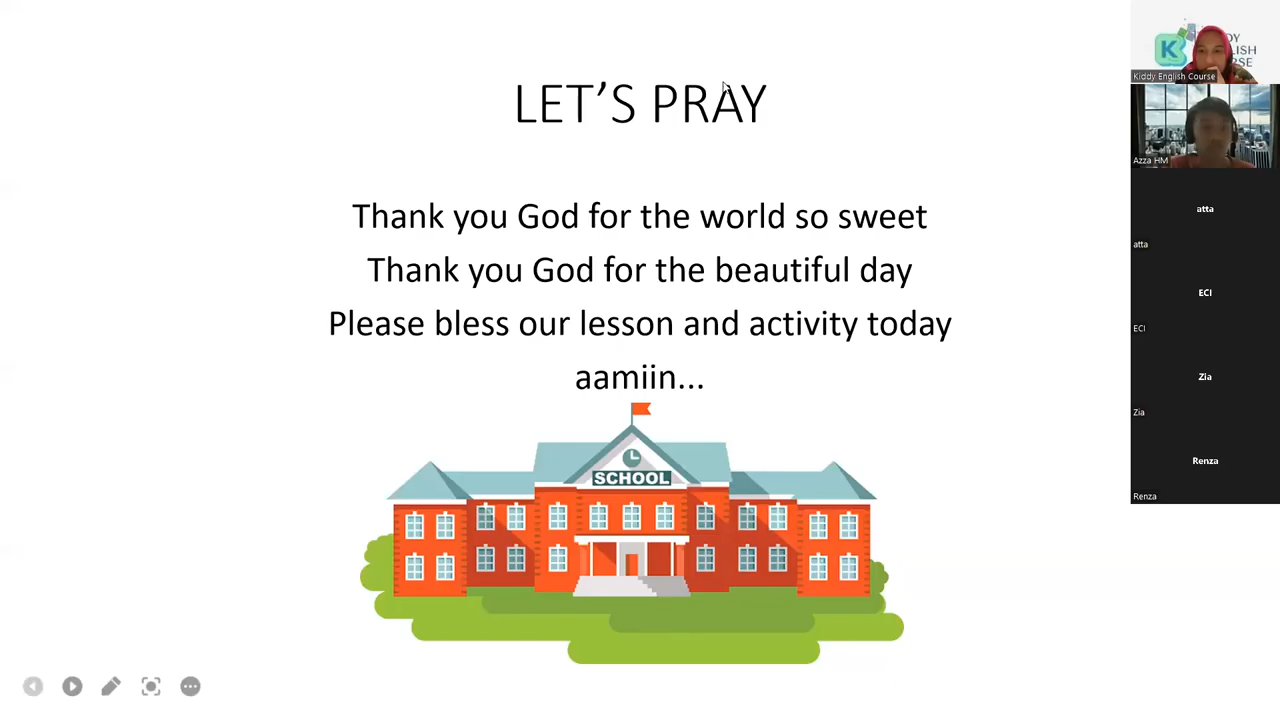 LET'S PRAY
Thank you God for the world so sweet
Thank you God for the beautiful day
Please bless our lesson and activity today
aamiin...
SCHOOL
K
Kiddy English Course
Azza HM
atta
atta
ECI
ECI
Zia
Zia
Renza
Renza